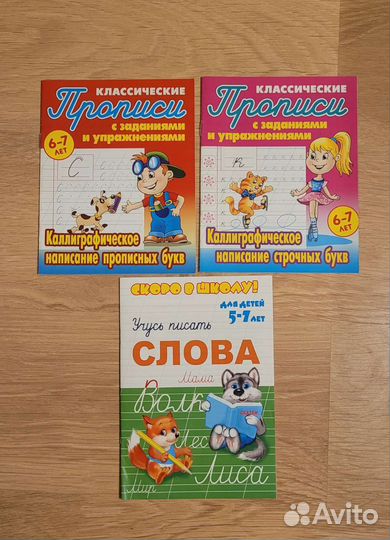 КЛАССИЧЕСКИЕ
Прописи
с заданиями
и упражнениями
6-7
ЛЕТ
С
Каллиграфическое
написание прописных букв
КЛАССИЧЕСКИЕ
Прописи
с заданиями
и упражнениями
к
6-7
ЛЕТ
Каллиграфическое
написание строчных букв
СКОРО В ШКОЛУ!
для детей
5-7 лет
Учусь писать
СЛОВА
Мама
Волк
Лес
Лиса
Мир
Avito